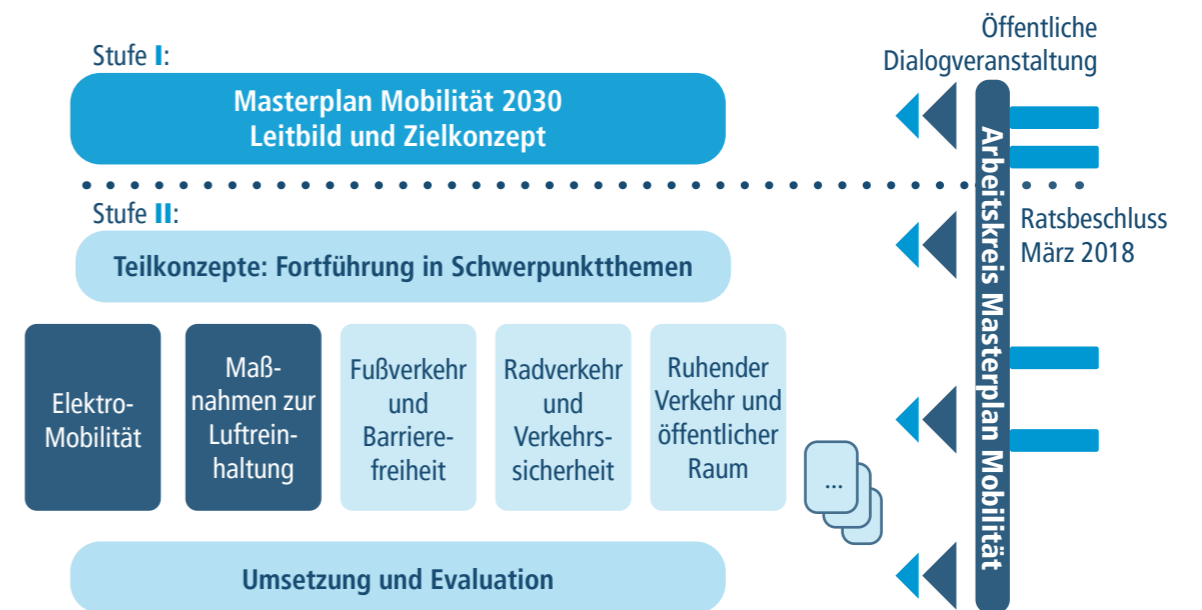 Öffentliche
Dialogveranstaltung
Stufe I:
Masterplan Mobilität 2030
Leitbild und Zielkonzept
Stufe II:
Ratsbeschluss
März 2018
Teilkonzepte: Fortführung in Schwerpunktthemen
Elektro-
Mobilität
Maß-
nahmen zur
Luftrein-
haltung
Fußverkehr
und
Barriere-
freiheit
Radverkehr
und
Verkehrs-
sicherheit
Ruhender
Verkehr und
öffentlicher
Raum
...
Umsetzung und Evaluation
Arbeitskreis Masterplan Mobilität